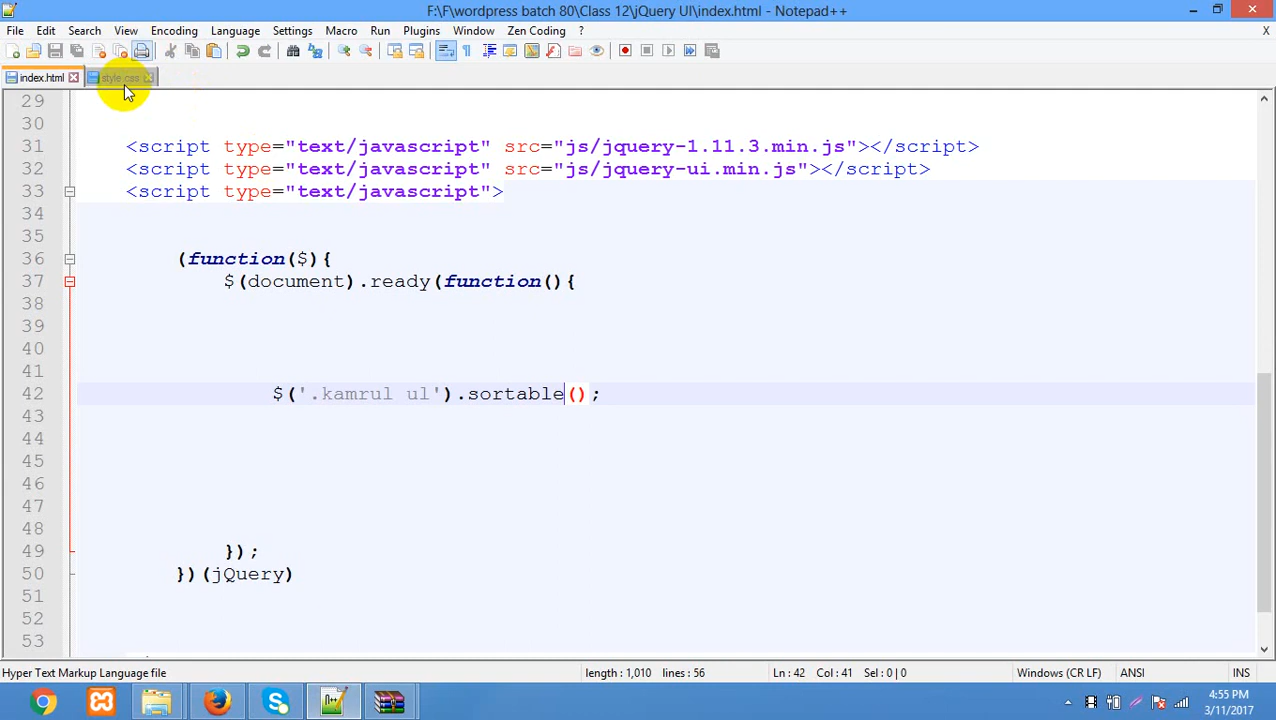 F:\F\wordpress batch 80\Class 12\jQuery UI\index.html - Notepad++
File Edit Search View Encoding Language Settings Macro Run Plugins Window Zen Coding ? X
index.html style.css
29
30
31 <script type="text/javascript" src="js/jquery-1.11.3.min.js"></script>
32 <script type="text/javascript" src="js/jquery-ui.min.js"></script>
33 <script type="text/javascript">
34
35
36 (function($){
37 $(document).ready(function(){
38
39
40
41
42 $('.kamrul ul').sortable();
43
44
45
46
47
48
49 });
50 })(jQuery)
51
52
53
Hyper Text Markup Language file length : 1,010 lines : 56 Ln : 42 Col : 41 Sel : 0 | 0 Windows (CR LF) ANSI INS
4:55 PM
3/11/2017